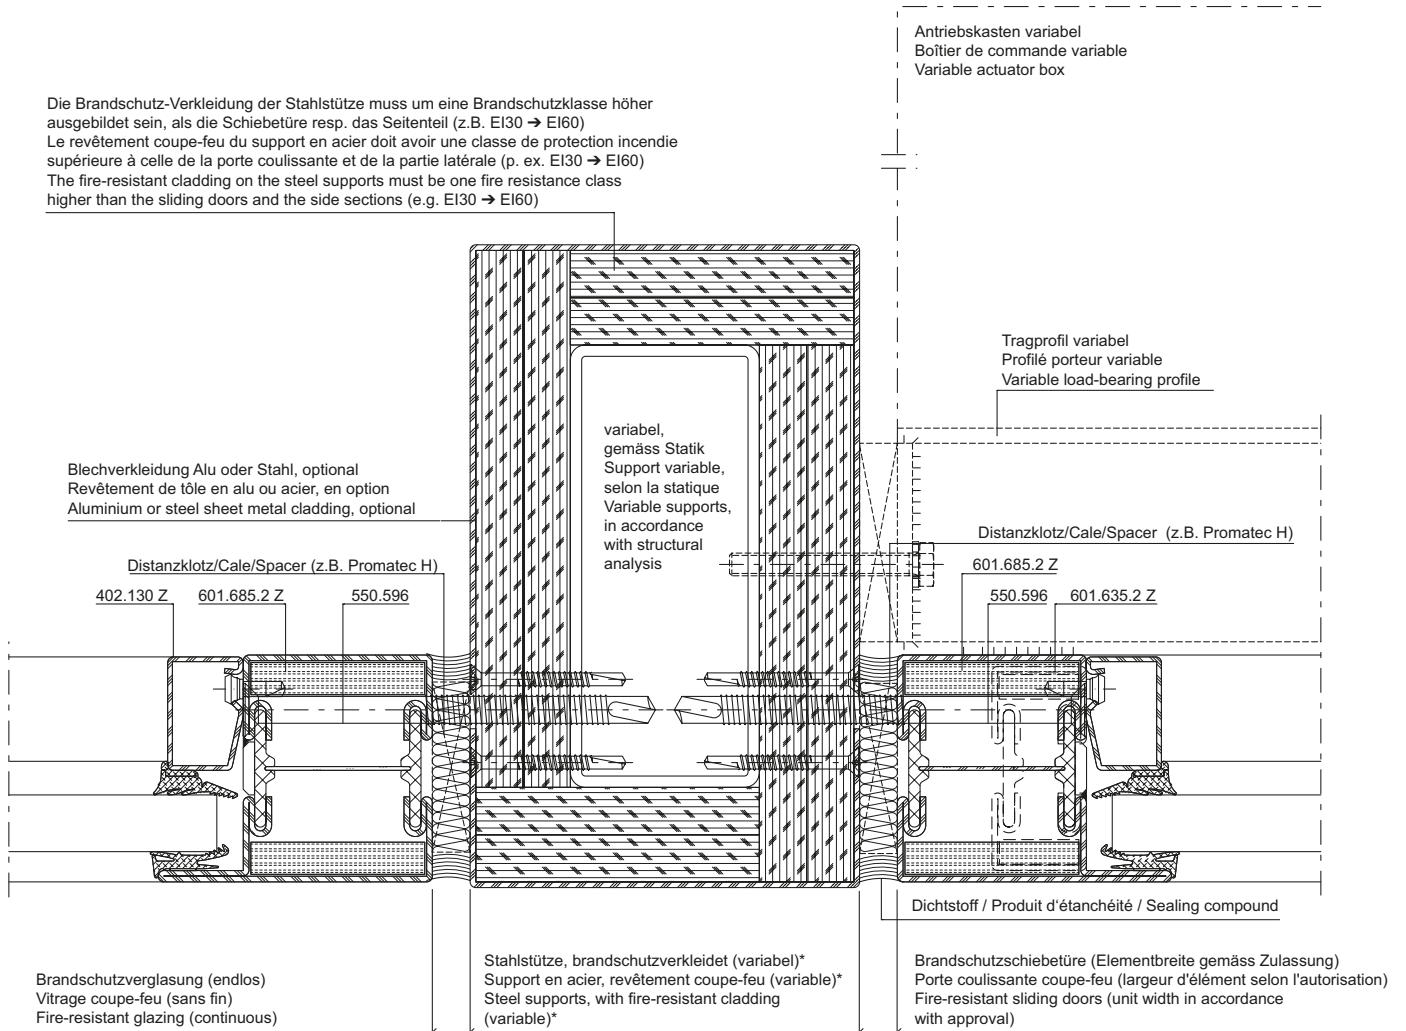 Antriebskasten variabel
Boîtier de commande variable
Variable actuator box
Die Brandschutz-Verkleidung der Stahlstütze muss um eine Brandschutzklasse höher
ausgebildet sein, als die Schiebetüre resp. das Seitenteil (z.B. EI30 ➔ EI60)
Le revêtement coupe-feu du support en acier doit avoir une classe de protection incendie
supérieure à celle de la porte coulissante et de la partie latérale (p. ex. EI30 ➔ EI60)
The fire-resistant cladding on the steel supports must be one fire resistance class
higher than the sliding doors and the side sections (e.g. EI30 ➔ EI60)
Tragprofil variabel
Profilé porteur variable
Variable load-bearing profile
variabel,
gemäss Statik
Support variable,
selon la statique
Variable supports,
in accordance
with structural
analysis
Blechverkleidung Alu oder Stahl, optional
Revêtement de tôle en alu ou acier, en option
Aluminium or steel sheet metal cladding, optional
Distanzklotz/Cale/Spacer (z.B. Promatec H)
402.130 Z
601.685.2 Z
550.596
Distanzklotz/Cale/Spacer (z.B. Promatec H)
601.685.2 Z
550.596
601.635.2 Z
Dichtstoff / Produit d‘étanchéité / Sealing compound
Brandschutzverglasung (endlos)
Vitrage coupe-feu (sans fin)
Fire-resistant glazing (continuous)
Stahlstütze, brandschutzverkleidet (variabel)*
Support en acier, revêtement coupe-feu (variable)*
Steel supports, with fire-resistant cladding
(variable)*
Brandschutzschiebetüre (Elementbreite gemäss Zulassung)
Porte coulissante coupe-feu (largeur d'élément selon l'autorisation)
Fire-resistant sliding doors (unit width in accordance
with approval)